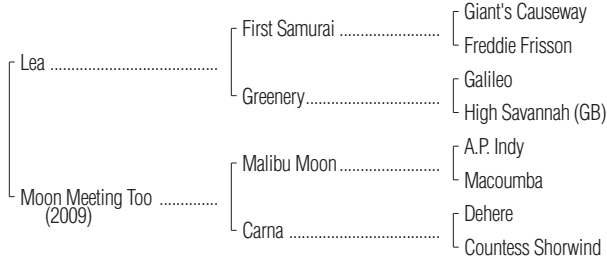 Giant's Causeway
First Samurai ......................
Freddie Frisson
Lea .....................................
Galileo
Greenery.............................
High Savannah (GB)
A.P. Indy
Malibu Moon ......................
Macoumba
Moon Meeting Too .............
(2009)
Dehere
Carna .................................
Countess Shorwind